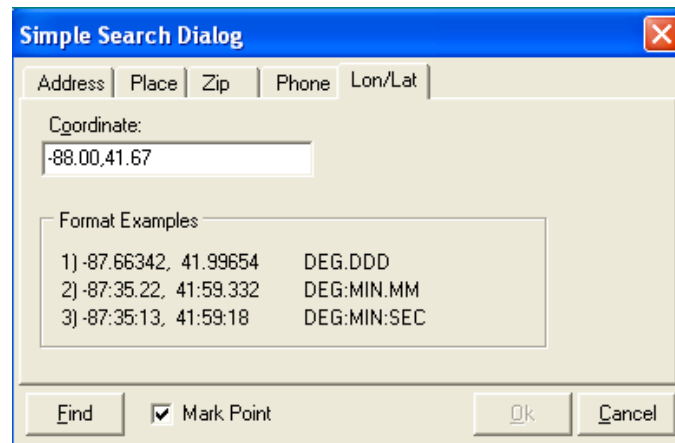 Simple Search Dialog
Address Place Zip Phone Lon/Lat
Coordinate:
-88.00,41.67
Format Examples
1) -87.66342, 41.99654 DEG.DDD
2) -87:35.22, 41:59.332 DEG:MIN.MM
3) -87:35:13, 41:59:18 DEG:MIN:SEC
Find Mark Point Ok Cancel